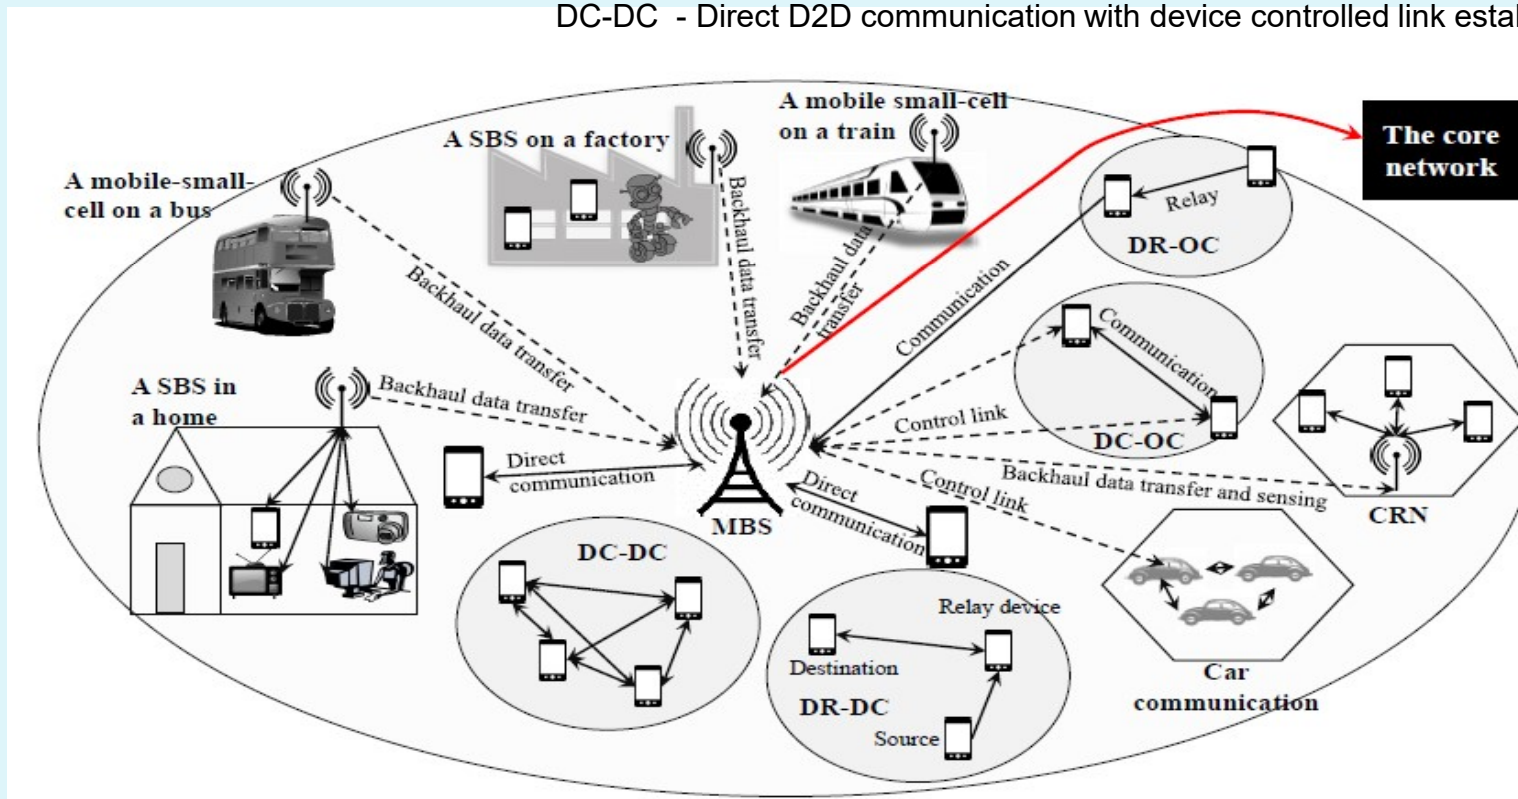 DC-DC - Direct D2D communication with device controlled link
A mobile small-cell
on a train
A SBS on a factory
The core
network
A mobile-small-
cell on a bus
Relay
DR-OC
Backhaul data transfer
Backhaul data transfer
Backhaul data
transfer
Communication
Communication
A SBS in
a home
Backhaul data transfer
Control link
DC-OC
Direct
communication
Backhaul data transfer and sensing
Control link
CRN
Direct
communication
MBS
DC-DC
Relay device
Destination
DR-DC
Source
Car
communication